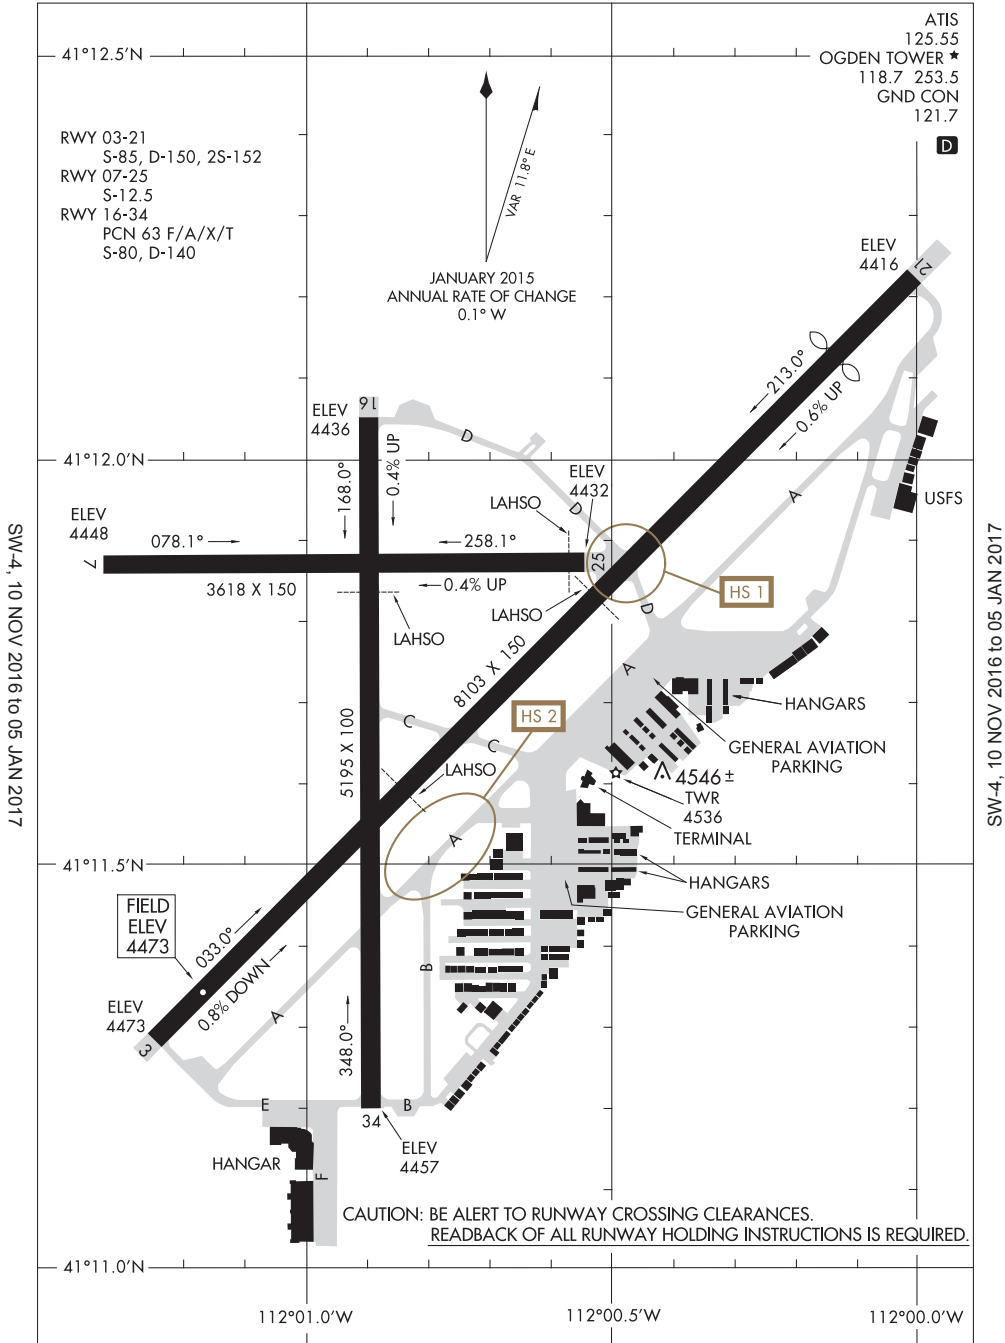 ATIS
125.55
41°12.5'N
OGDEN TOWER ★
118.7 253.5
GND CON
121.7
D
RWY 03-21
S-85, D-150, 2S-152
RWY 07-25
S-12.5
RWY 16-34
PCN 63 F/A/X/T
S-80, D-140
VAR 11.8° E
JANUARY 2015
ANNUAL RATE OF CHANGE
0.1° W
ELEV
4416
21
213.0°
0.6% UP
ELEV
4436
16
D
41°12.0'N
168.0°
0.4% UP
A
ELEV
4432
LAHSO
D
USFS
ELEV
4448
078.1°
258.1°
7
25
3618 X 150
0.4% UP
HS 1
LAHSO
D
LAHSO
8103 X 150
A
HANGARS
HS 2
C
C
GENERAL AVIATION
PARKING
5195 X 100
LAHSO
4546 ±
TWR
4536
TERMINAL
A
41°11.5'N
HANGARS
GENERAL AVIATION
PARKING
FIELD
ELEV
4473
033.0°
0.8% DOWN
B
ELEV
4473
3
A
348.0°
E
B
34
ELEV
4457
HANGAR
F
CAUTION: BE ALERT TO RUNWAY CROSSING CLEARANCES.
READBACK OF ALL RUNWAY HOLDING INSTRUCTIONS IS REQUIRED.
41°11.0'N
112°01.0'W
112°00.5'W
112°00.0'W
SW-4, 10 NOV 2016 to 05 JAN 2017
SW-4, 10 NOV 2016 to 05 JAN 2017